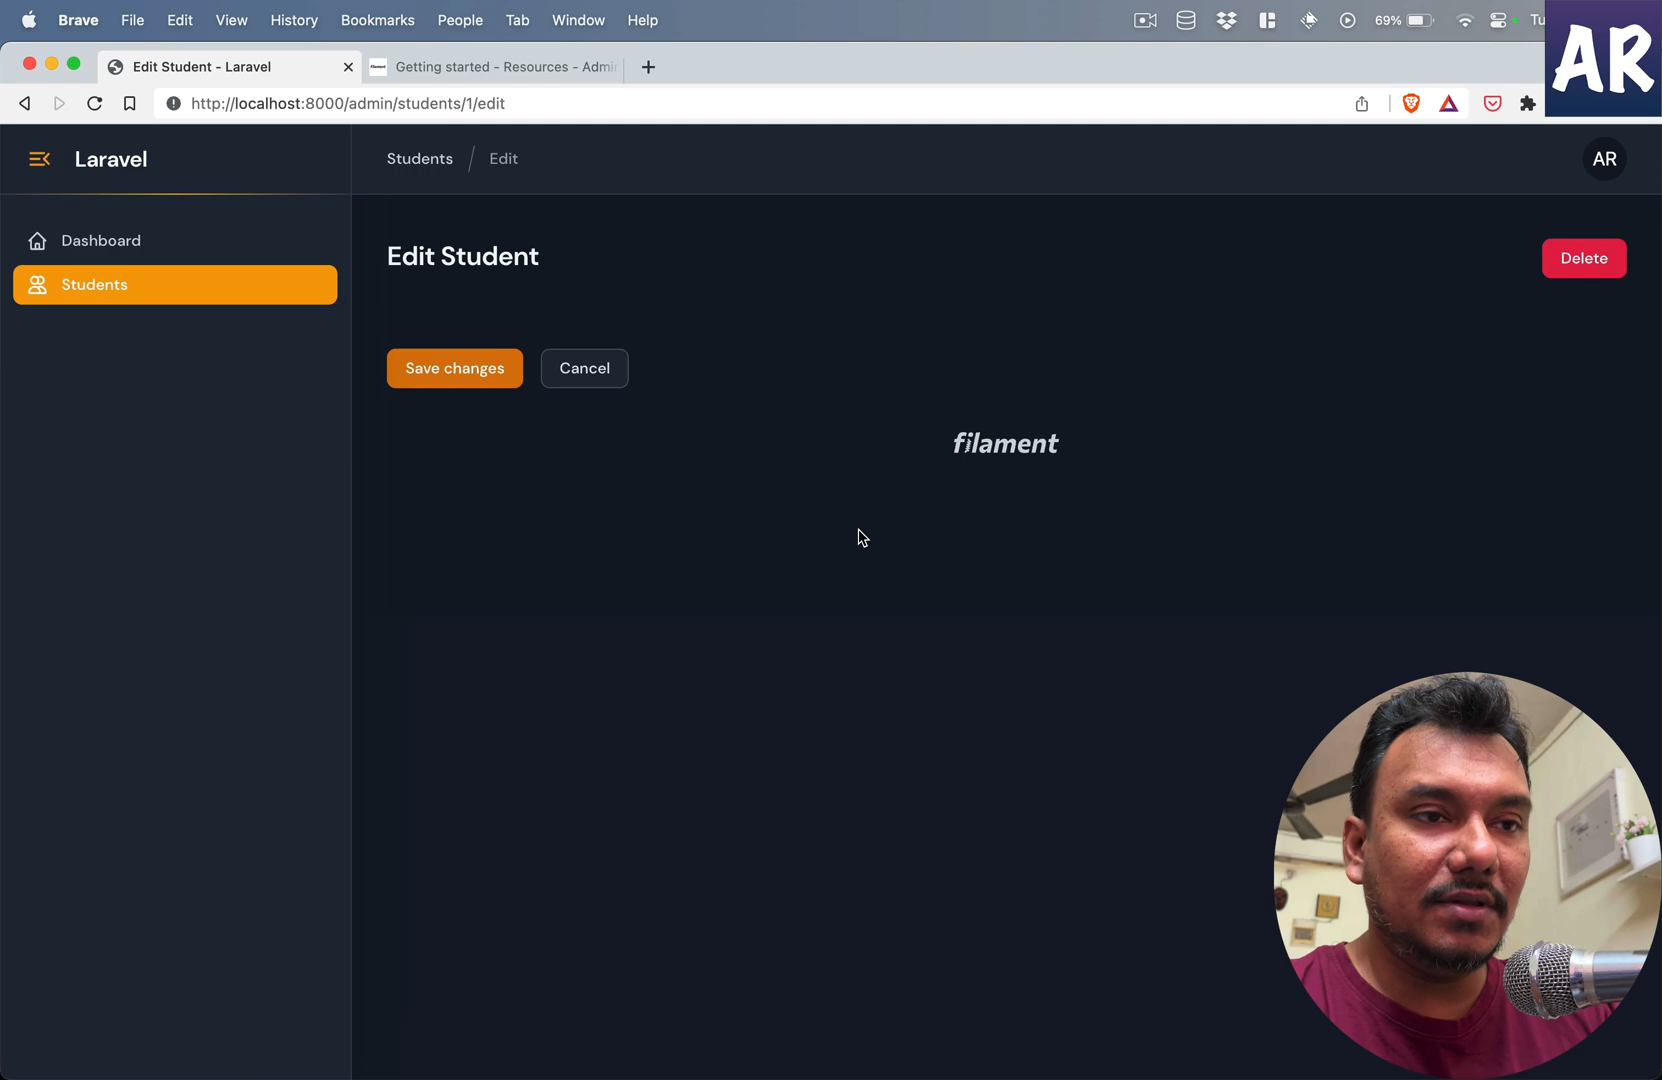 Brave File Edit View History Bookmarks People Tab Window Help 69% Tu
AR
Edit Student - Laravel
Getting started - Resources - Admi
http://localhost:8000/admin/students/1/edit
Laravel
Students / Edit
AR
Dashboard
Students
Edit Student
Delete
Save changes
Cancel
filament